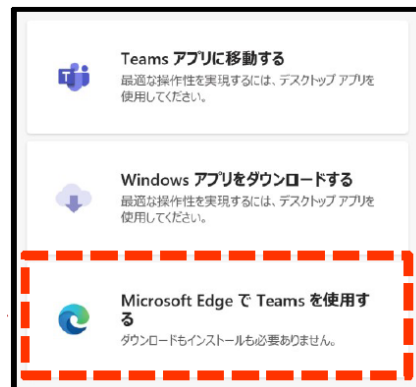 Teams アプリに移動する
最適な操作性を実現するには、デスクトップ アプリを
使用してください。
Windows アプリをダウンロードする
最適な操作性を実現するには、デスクトップ アプリを
使用してください。
Microsoft Edge で Teams を使用す
る
ダウンロードもインストールも必要ありません。